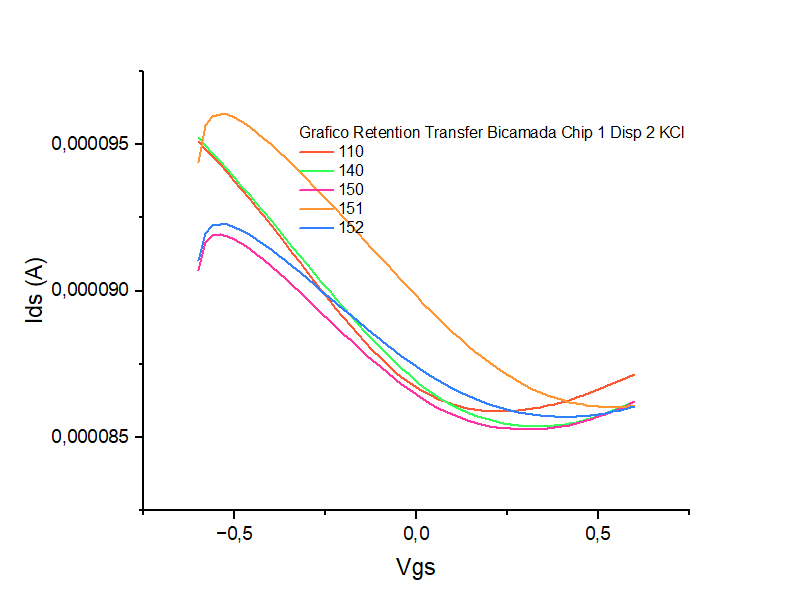 Grafico Retention Transfer Bicamada Chip 1 Disp 2 KCl
110
140
150
151
152
0,000095
0,000090
0,000085
Ids (A)
−0,5 0,0 0,5
Vgs